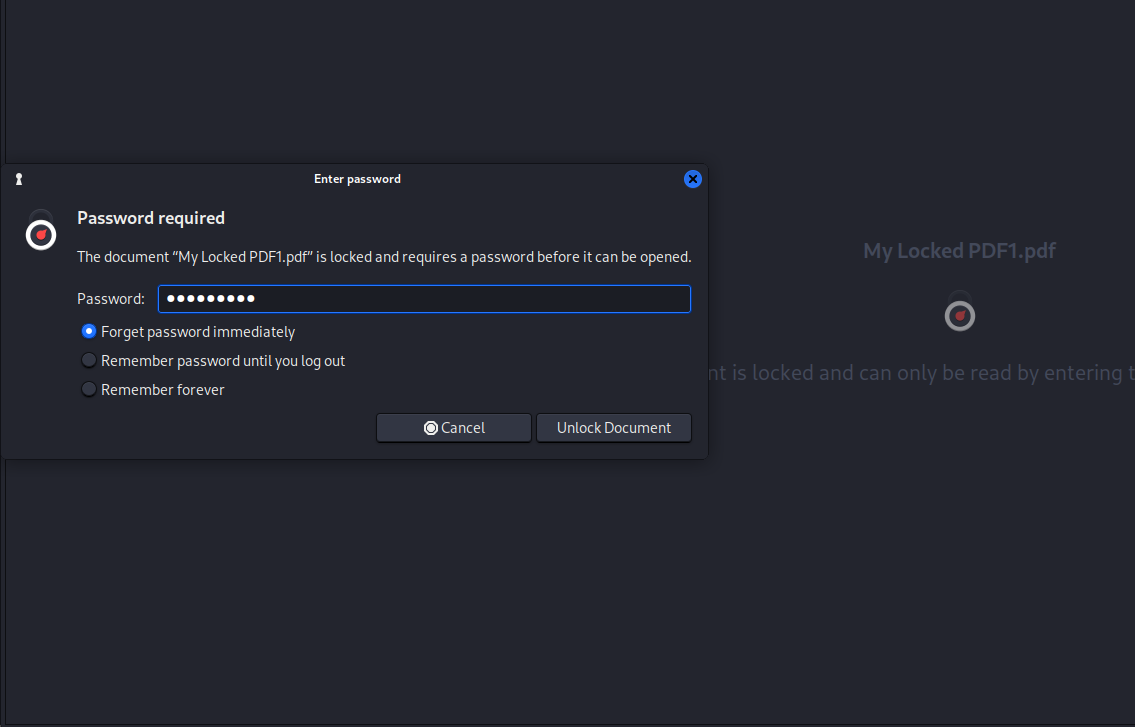 Enter password
Password required
The document “My Locked PDF1.pdf” is locked and requires a password before it can be opened.
Password: ●●●●●●●●●
Forget password immediately
Remember password until you log out
Remember forever
Cancel
Unlock Document
My Locked PDF1.pdf
nt is locked and can only be read by entering t